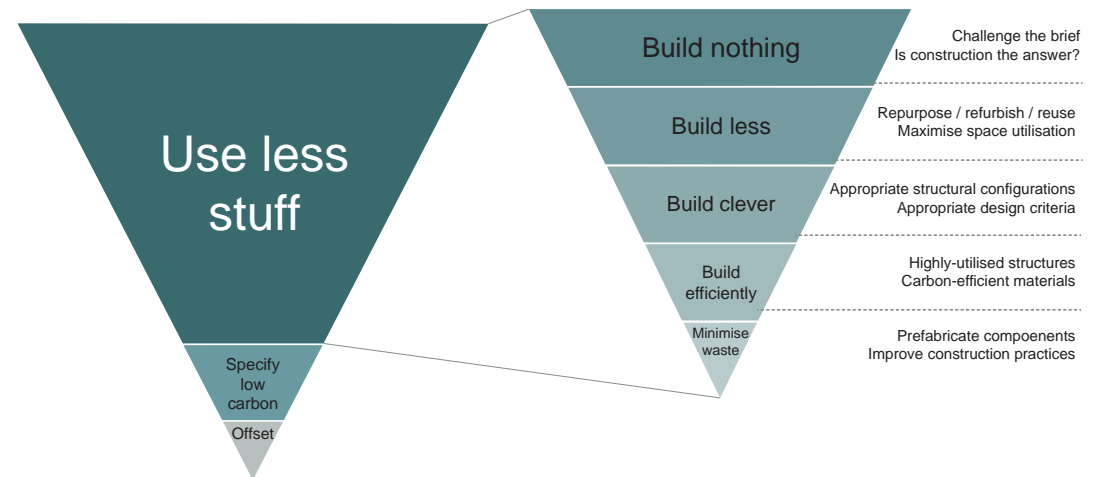 Use less
stuff
Specify
low
carbon
Offset
Build nothing
Challenge the brief
Is construction the answer?
Build less
Repurpose / refurbish / reuse
Maximise space utilisation
Build clever
Appropriate structural configurations
Appropriate design criteria
Build
efficiently
Highly-utilised structures
Carbon-efficient materials
Minimise
waste
Prefabricate compoenents
Improve construction practices